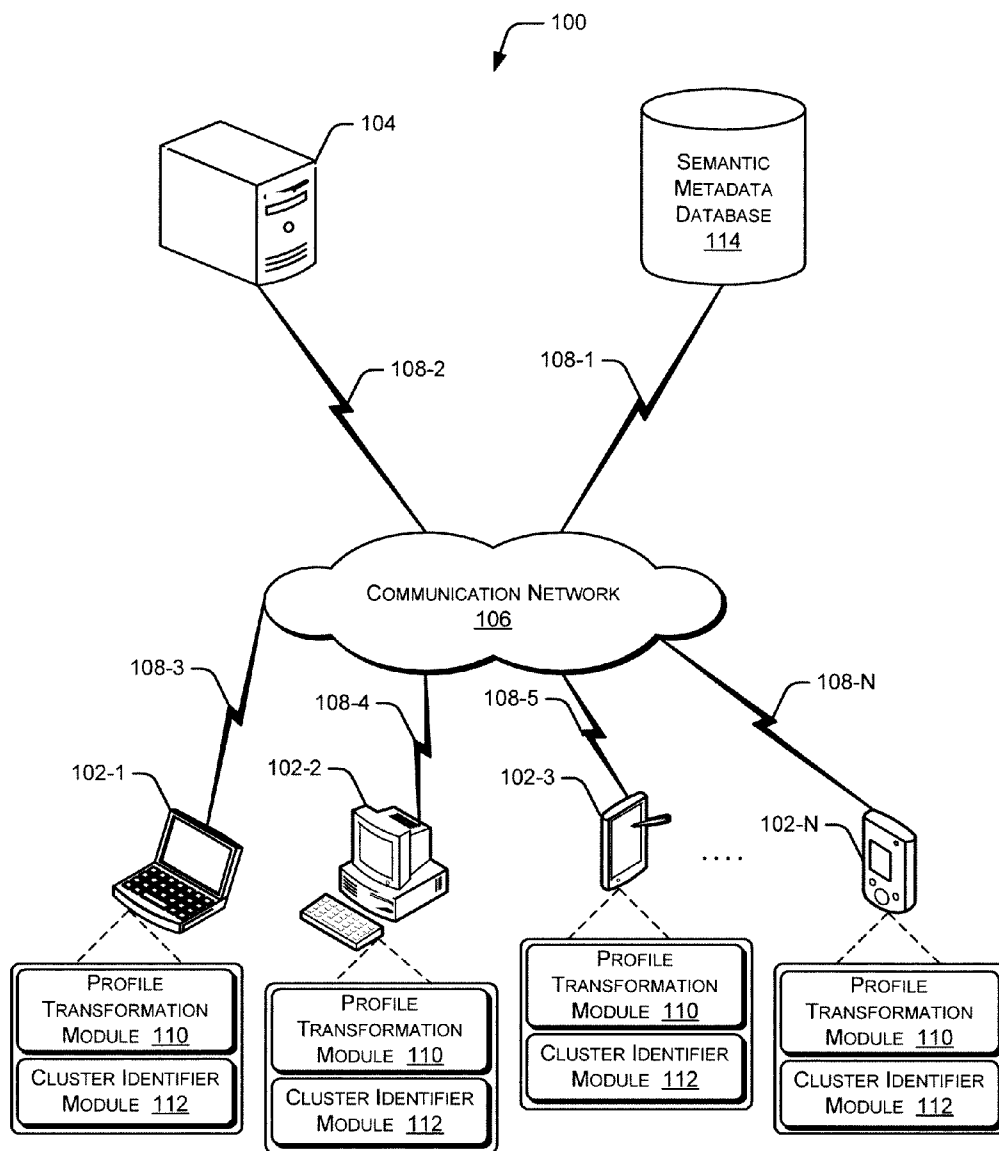 100
104
SEMANTIC
METADATA
DATABASE
114
108-2
108-1
COMMUNICATION NETWORK
106
108-3
108-4
108-5
108-N
102-1
102-2
102-3
102-N
....
PROFILE
TRANSFORMATION
MODULE 110
CLUSTER IDENTIFIER
MODULE 112
PROFILE
TRANSFORMATION
MODULE 110
CLUSTER IDENTIFIER
MODULE 112
PROFILE
TRANSFORMATION
MODULE 110
CLUSTER IDENTIFIER
MODULE 112
PROFILE
TRANSFORMATION
MODULE 110
CLUSTER IDENTIFIER
MODULE 112